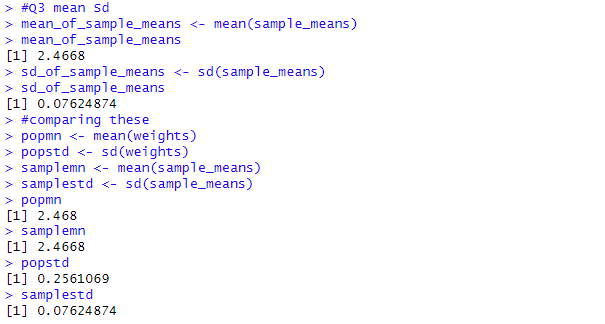 > #Q3 mean Sd
> mean_of_sample_means <- mean(sample_means)
> mean_of_sample_means
[1] 2.4668
> sd_of_sample_means <- sd(sample_means)
> sd_of_sample_means
[1] 0.07624874
> #comparing these
> popmn <- mean(weights)
> popstd <- sd(weights)
> samplemn <- mean(sample_means)
> samplestd <- sd(sample_means)
> popmn
[1] 2.468
> samplemn
[1] 2.4668
> popstd
[1] 0.2561069
> samplestd
[1] 0.07624874